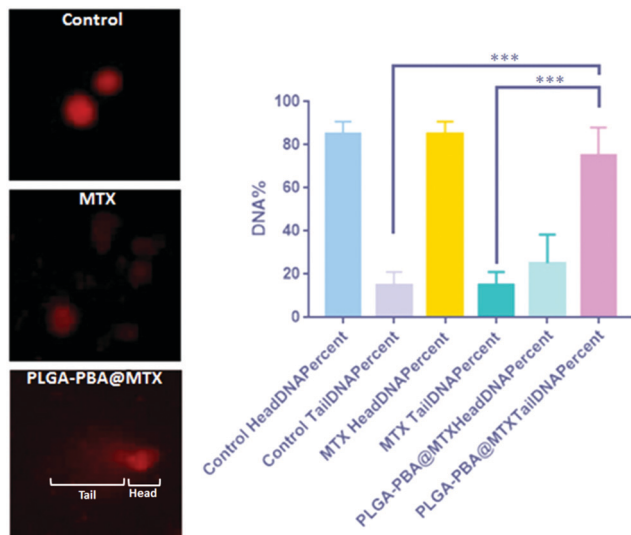 Control
MTX
PLGA-PBA@MTX
Tail
Head
***
***
DNA%
100
80
60
40
20
0
Control HeadDNAPercent
Control TailDNAPercent
MTX HeadDNAPercent
MTX TailDNAPercent
PLGA-PBA@MTXHeadDNAPercent
PLGA-PBA@MTXTailDNAPercent